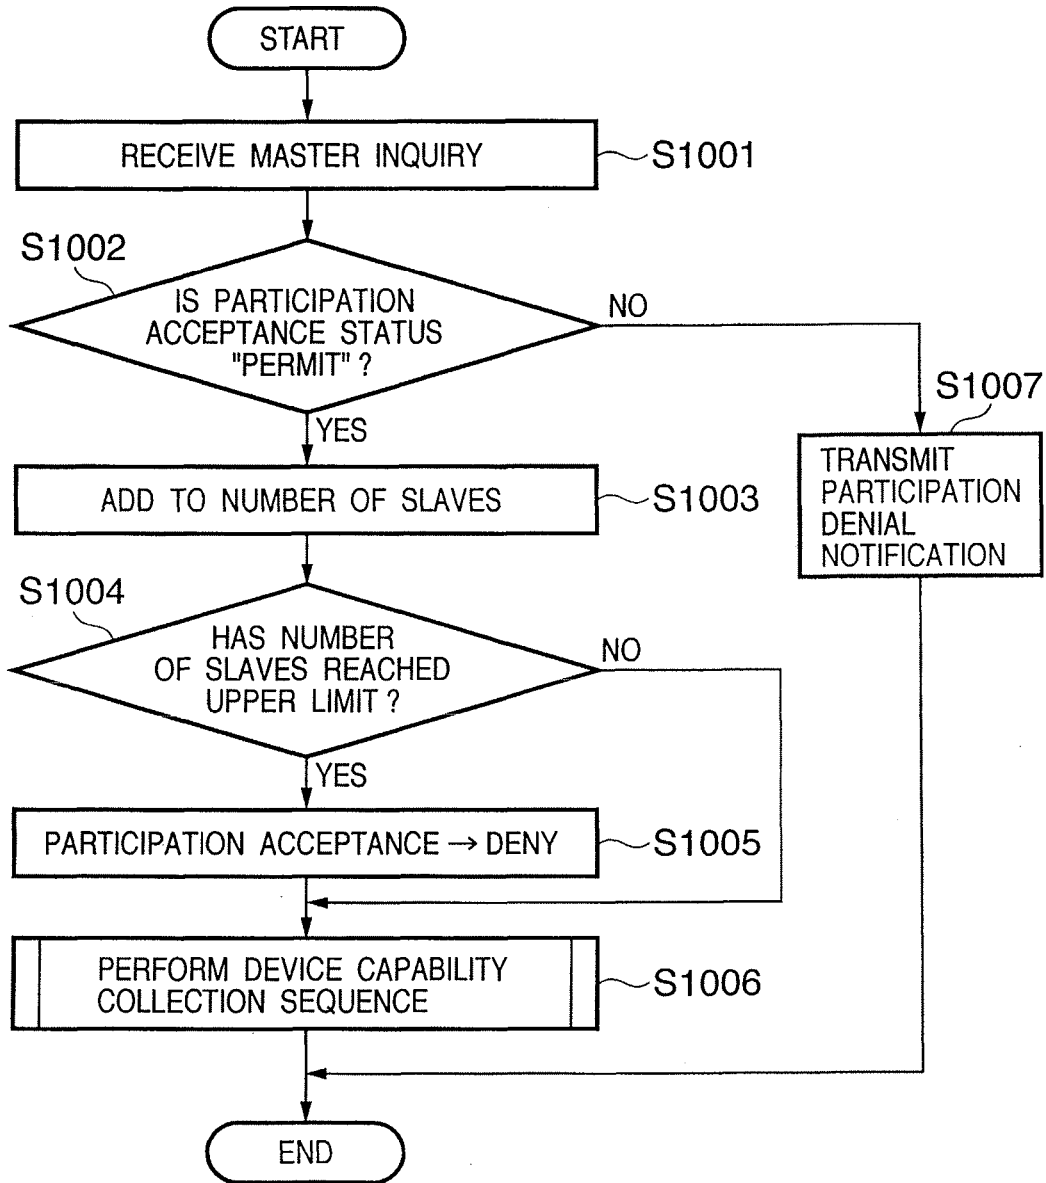 START
RECEIVE MASTER INQUIRY
S1001
S1002
IS PARTICIPATION
ACCEPTANCE STATUS
"PERMIT" ?
NO
YES
S1007
TRANSMIT
PARTICIPATION
DENIAL
NOTIFICATION
ADD TO NUMBER OF SLAVES
S1003
S1004
HAS NUMBER
OF SLAVES REACHED
UPPER LIMIT ?
NO
YES
PARTICIPATION ACCEPTANCE → DENY
S1005
PERFORM DEVICE CAPABILITY
COLLECTION SEQUENCE
S1006
END